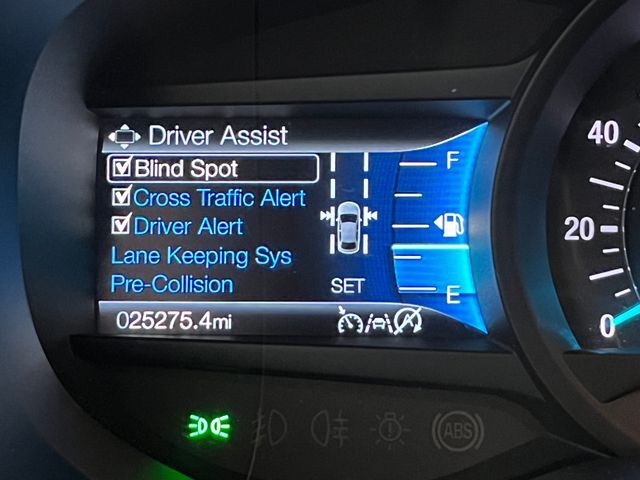 Driver Assist
Blind Spot
Cross Traffic Alert
Driver Alert
Lane Keeping Sys
Pre-Collision
SET
F
E
025275.4mi
40
20
0
ABS